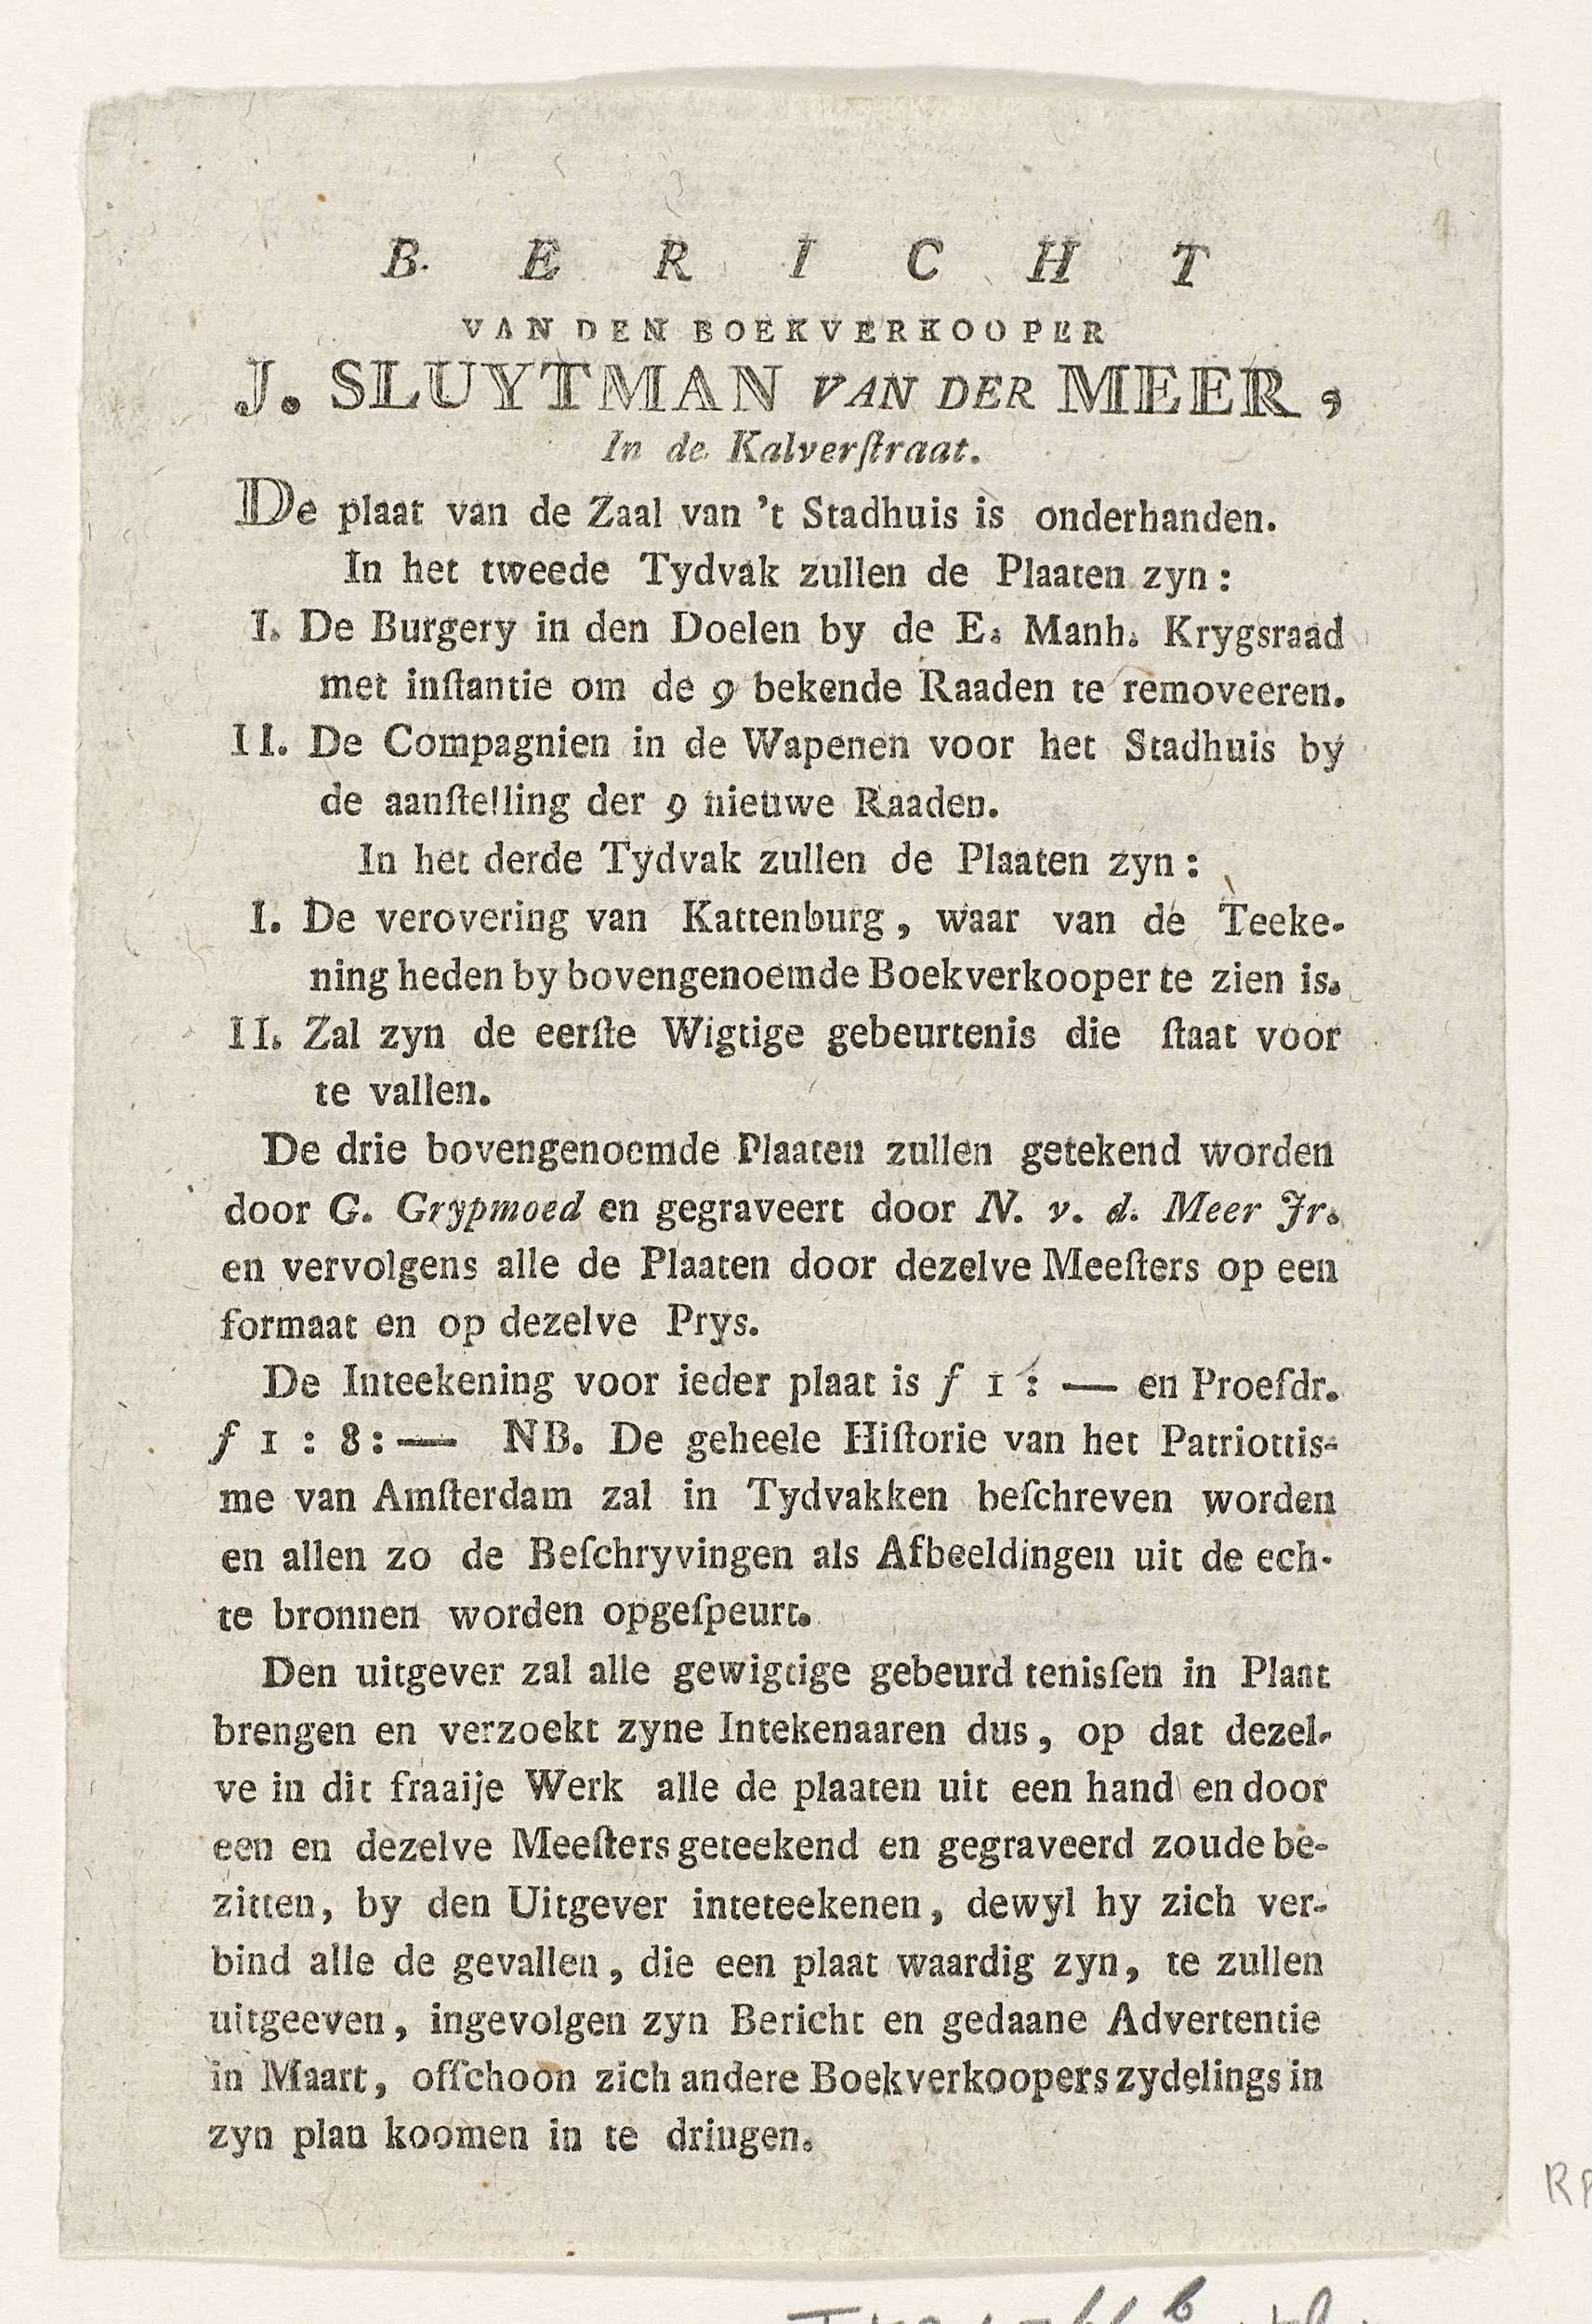 B E R I C H T
VAN DEN BOEKVERKOOPER
J. SLUYTMAN VAN DER MEER,
In de Kalverſtraat.
De plaat van de Zaal van 't Stadhuis is onderhanden.
In het tweede Tydvak zullen de Plaaten zyn:
I. De Burgery in den Doelen by de E. Manh. Krygsraad
met inſtantie om de 9 bekende Raaden te removeeren.
II. De Compagnien in de Wapenen voor het Stadhuis by
de aanſtelling der 9 nieuwe Raaden.
In het derde Tydvak zullen de Plaaten zyn:
I. De verovering van Kattenburg, waar van de Teeke-
ning heden by bovengenoemde Boekverkooper te zien is.
II. Zal zyn de eerſte Wigtige gebeurtenis die ſtaat voor
te vallen.
De drie bovengenoemde Plaaten zullen getekend worden
door G. Grypmoed en gegraveert door N. v. d. Meer Jr.
en vervolgens alle de Plaaten door dezelve Meeſters op een
formaat en op dezelve Prys.
De Inteekening voor ieder plaat is f 1 : — en Proefdr.
f 1 : 8 : — NB. De geheele Hiſtorie van het Patriottis-
me van Amſterdam zal in Tydvakken beſchreven worden
en allen zo de Beſchryvingen als Afbeeldingen uit de ech-
te bronnen worden opgeſpeurt.
Den uitgever zal alle gewigtige gebeurd tenisſen in Plaat
brengen en verzoekt zyne Intekenaaren dus, op dat dezel-
ve in dit fraaije Werk alle de plaaten uit een hand en door
een en dezelve Meeſters geteekend en gegraveerd zoude be-
zitten, by den Uitgever inteteekenen, dewyl hy zich ver-
bind alle de gevallen, die een plaat waardig zyn, te zullen
uitgeeven, ingevolgen zyn Bericht en gedaane Advertentie
in Maart, offchoon zich andere Boekverkoopers zydelings in
zyn plan koomen in te dringen.